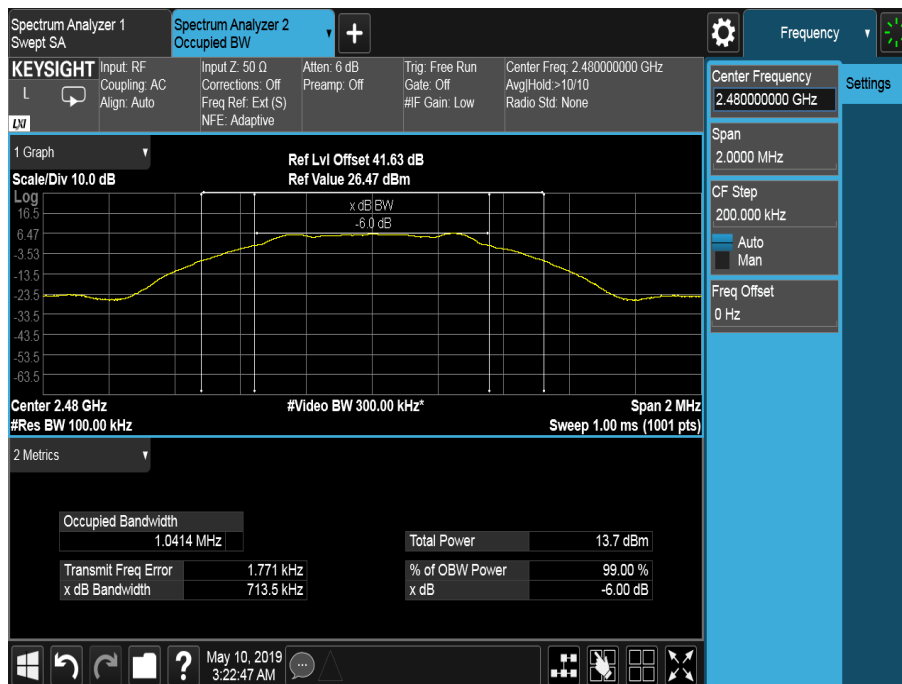 Spectrum Analyzer 1
Swept SA
Spectrum Analyzer 2
Occupied BW
Frequency
KEYSIGHT
L
LXI
Input: RF
Coupling: AC
Align: Auto
Input Z: 50 Ω
Corrections: Off
Freq Ref: Ext (S)
NFE: Adaptive
Atten: 6 dB
Preamp: Off
Trig: Free Run
Gate: Off
#IF Gain: Low
Center Freq: 2.480000000 GHz
Avg|Hold:>10/10
Radio Std: None
Center Frequency
2.480000000 GHz
Settings
Span
2.0000 MHz
CF Step
200.000 kHz
Auto
Man
Freq Offset
0 Hz
1 Graph
Scale/Div 10.0 dB
Ref Lvl Offset 41.63 dB
Ref Value 26.47 dBm
Log
x dB BW
-6.0 dB
16.5
6.47
-3.53
-13.5
-23.5
-33.5
-43.5
-53.5
-63.5
Center 2.48 GHz
#Video BW 300.00 kHz*
Span 2 MHz
#Res BW 100.00 kHz
Sweep 1.00 ms (1001 pts)
2 Metrics
Occupied Bandwidth
1.0414 MHz
Total Power 13.7 dBm
Transmit Freq Error 1.771 kHz
% of OBW Power 99.00 %
x dB Bandwidth 713.5 kHz
x dB -6.00 dB
?
May 10, 2019
3:22:47 AM